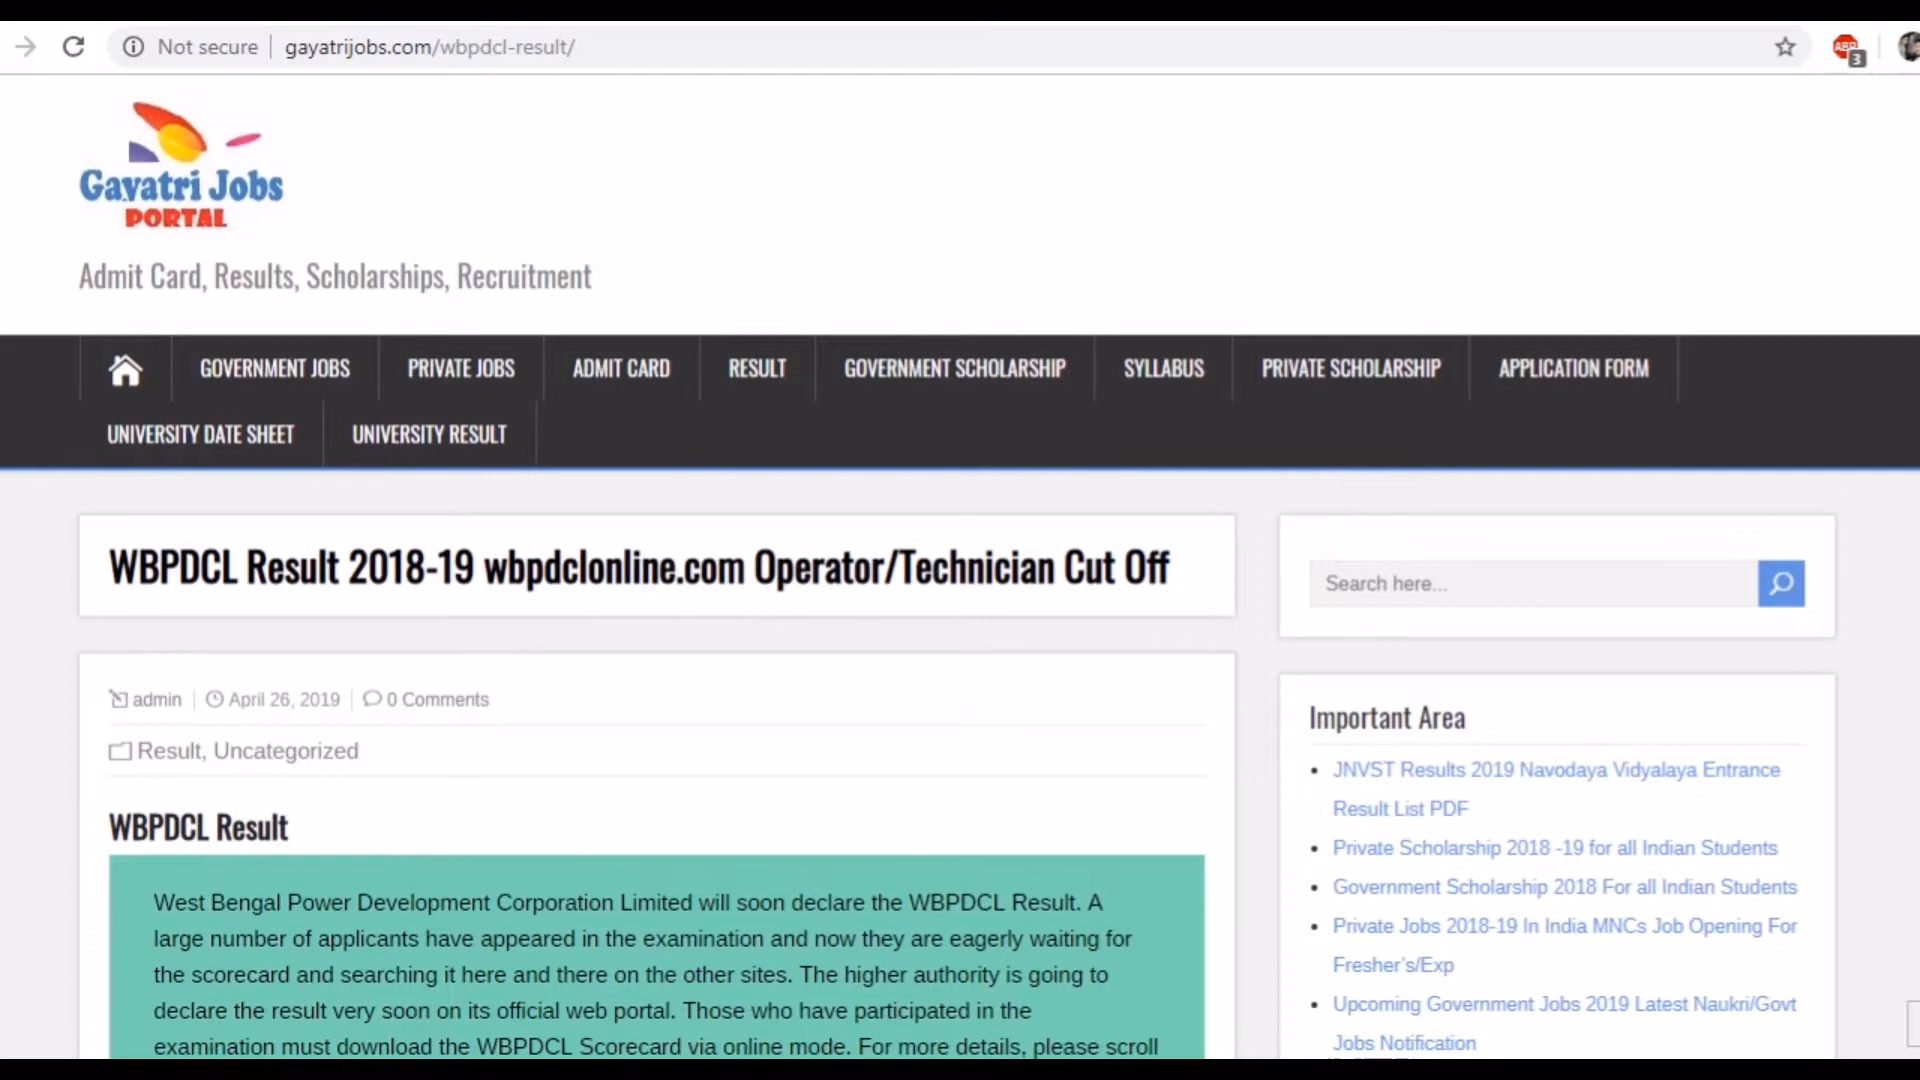 Not secure gayatrijobs.com/wbpdcl-result/
ABP
3
Gayatri Jobs
PORTAL
Admit Card, Results, Scholarships, Recruitment
GOVERNMENT JOBS PRIVATE JOBS ADMIT CARD RESULT GOVERNMENT SCHOLARSHIP SYLLABUS PRIVATE SCHOLARSHIP APPLICATION FORM
UNIVERSITY DATE SHEET UNIVERSITY RESULT
WBPDCL Result 2018-19 wbpdclonline.com Operator/Technician Cut Off
admin April 26, 2019 0 Comments
Result, Uncategorized
WBPDCL Result
West Bengal Power Development Corporation Limited will soon declare the WBPDCL Result. A
large number of applicants have appeared in the examination and now they are eagerly waiting for
the scorecard and searching it here and there on the other sites. The higher authority is going to
declare the result very soon on its official web portal. Those who have participated in the
examination must download the WBPDCL Scorecard via online mode. For more details, please scroll
Search here...
Important Area
JNVST Results 2019 Navodaya Vidyalaya Entrance
Result List PDF
Private Scholarship 2018 -19 for all Indian Students
Government Scholarship 2018 For all Indian Students
Private Jobs 2018-19 In India MNCs Job Opening For
Fresher's/Exp
Upcoming Government Jobs 2019 Latest Naukri/Govt
Jobs Notification